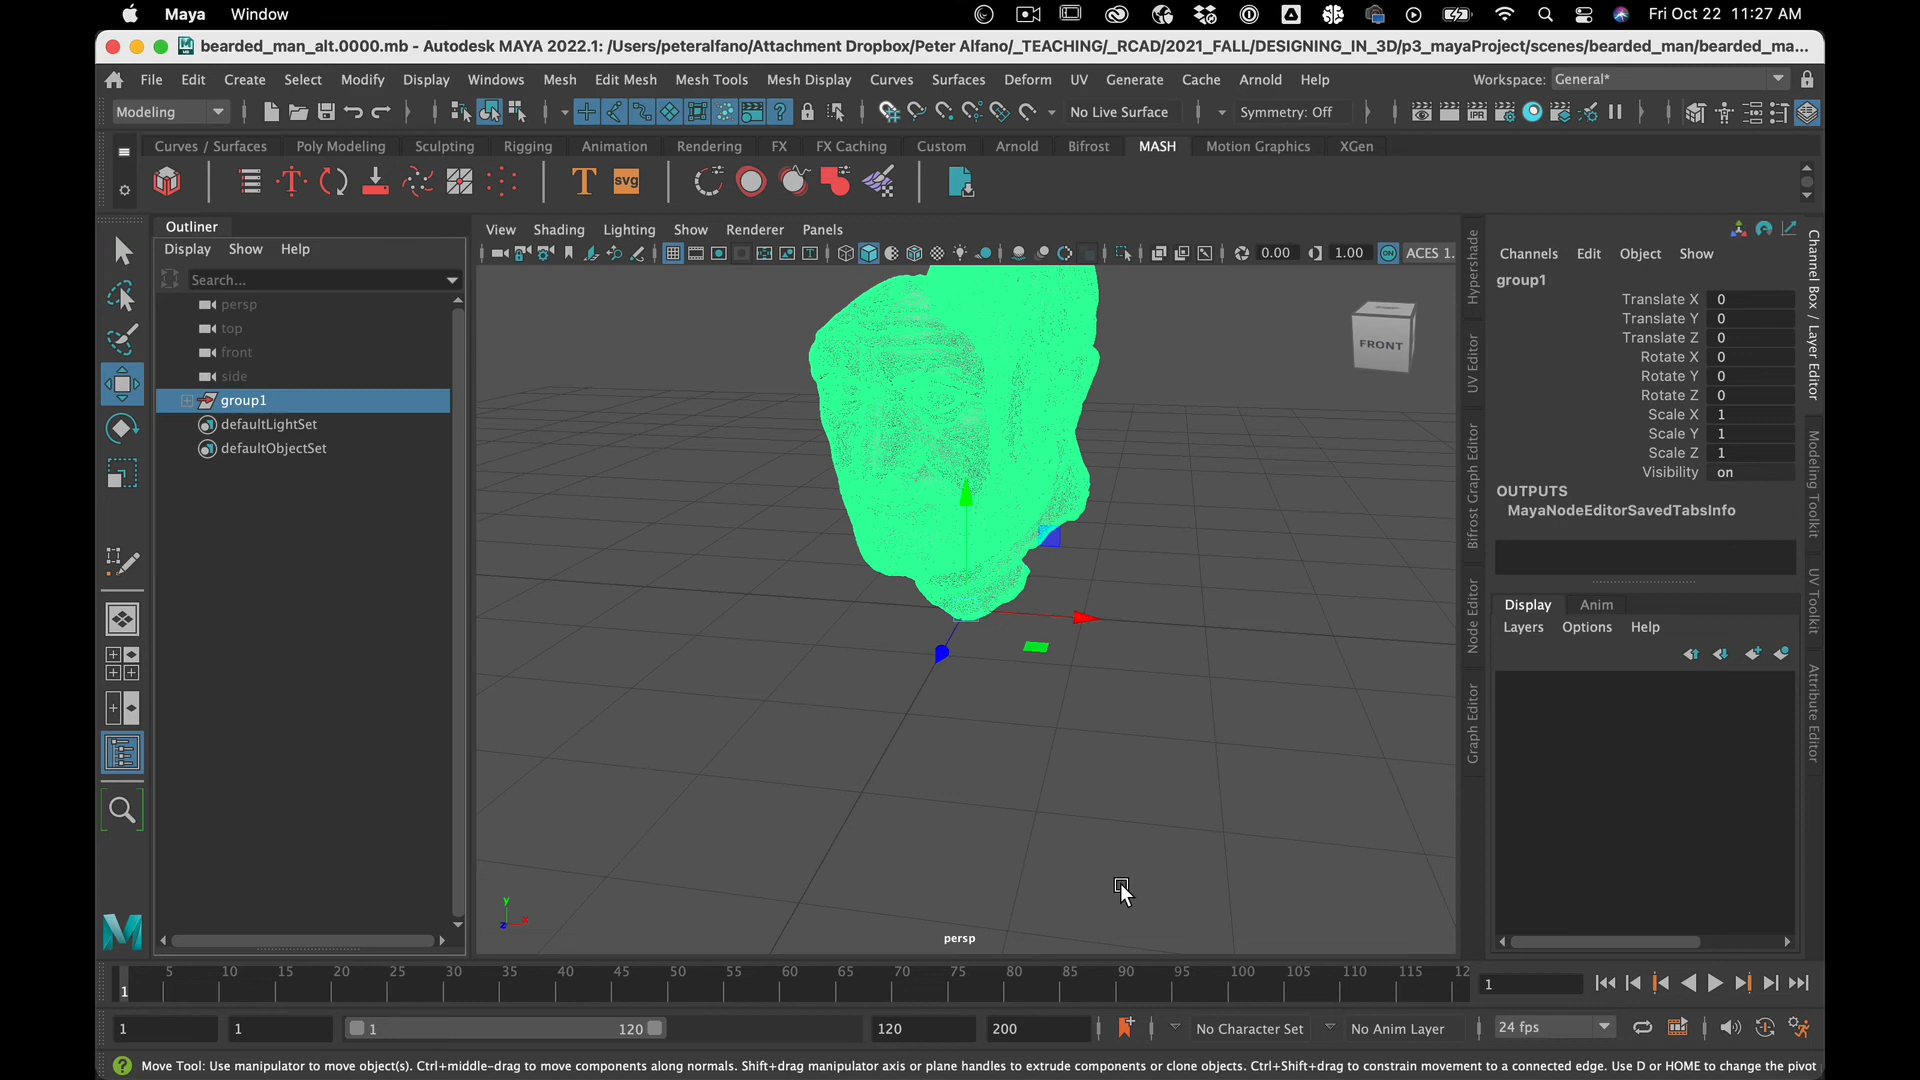 Maya Window Fri Oct 22 11:27 AM
bearded_man_alt.0000.mb - Autodesk MAYA 2022.1: /Users/peteralfano/Attachment Dropbox/Peter Alfano/_TEACHING/_RCAD/2021_FALL/DESIGNING_IN_3D/p3_mayaProject/scenes/bearded_man/bearded_ma...
File Edit Create Select Modify Display Windows Mesh Edit Mesh Mesh Tools Mesh Display Curves Surfaces Deform UV Generate Cache Arnold Help Workspace: General*
Modeling No Live Surface Symmetry: Off IPR
Curves / Surfaces Poly Modeling Sculpting Rigging Animation Rendering FX FX Caching Custom Arnold Bifrost MASH Motion Graphics XGen
T svg
Outliner
Display Show Help
Search...
persp
top
front
side
group1
defaultLightSet
defaultObjectSet
View Shading Lighting Show Renderer Panels
0.00 1.00 ON ACES 1.
FRONT
y
z x
persp
Hypershade
UV Editor
Bifrost Graph Editor
Node Editor
Graph Editor
Channels Edit Object Show
group1
Translate X 0
Translate Y 0
Translate Z 0
Rotate X 0
Rotate Y 0
Rotate Z 0
Scale X 1
Scale Y 1
Scale Z 1
Visibility on
OUTPUTS
MayaNodeEditorSavedTabsInfo
Display Anim
Layers Options Help
Channel Box / Layer Editor
Modeling Toolkit
UV Toolkit
Attribute Editor
M
5 10 15 20 25 30 35 40 45 50 55 60 65 70 75 80 85 90 95 100 105 110 115 12
1 1
1 1 1 120 120 200 No Character Set No Anim Layer 24 fps
Move Tool: Use manipulator to move object(s). Ctrl+middle-drag to move components along normals. Shift+drag manipulator axis or plane handles to extrude components or clone objects. Ctrl+Shift+drag to constrain movement to a connected edge. Use D or HOME to change the pivot